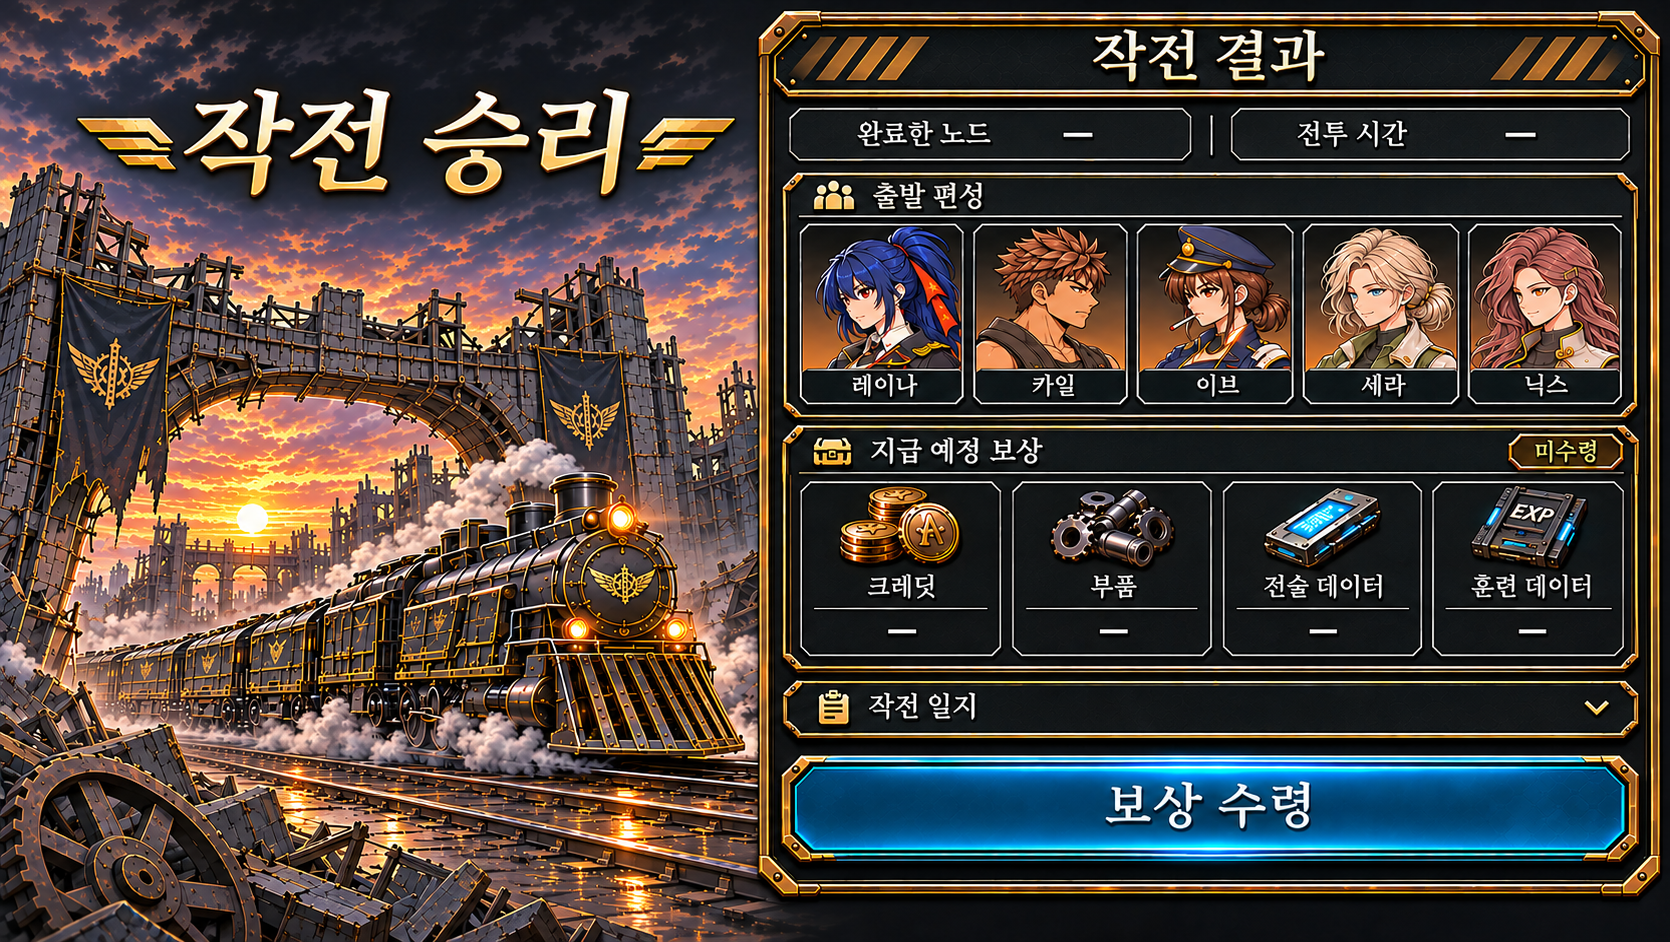 작전 승리
작전 결과
완료한 노드 —
전투 시간 —
출발 편성
레이나
카일
이브
세라
닉스
지급 예정 보상
미수령
EXP
크레딧
부품
전술 데이터
훈련 데이터
—
—
—
—
작전 일지
보상 수령